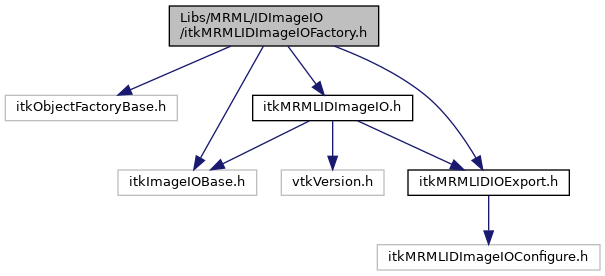 Libs/MRML/IDImageIO
/itkMRMLIDImageIOFactory.h
itkObjectFactoryBase.h
itkMRMLIDImageIO.h
itkImageIOBase.h
vtkVersion.h
itkMRMLIDIOExport.h
itkMRMLIDImageIOConfigure.h